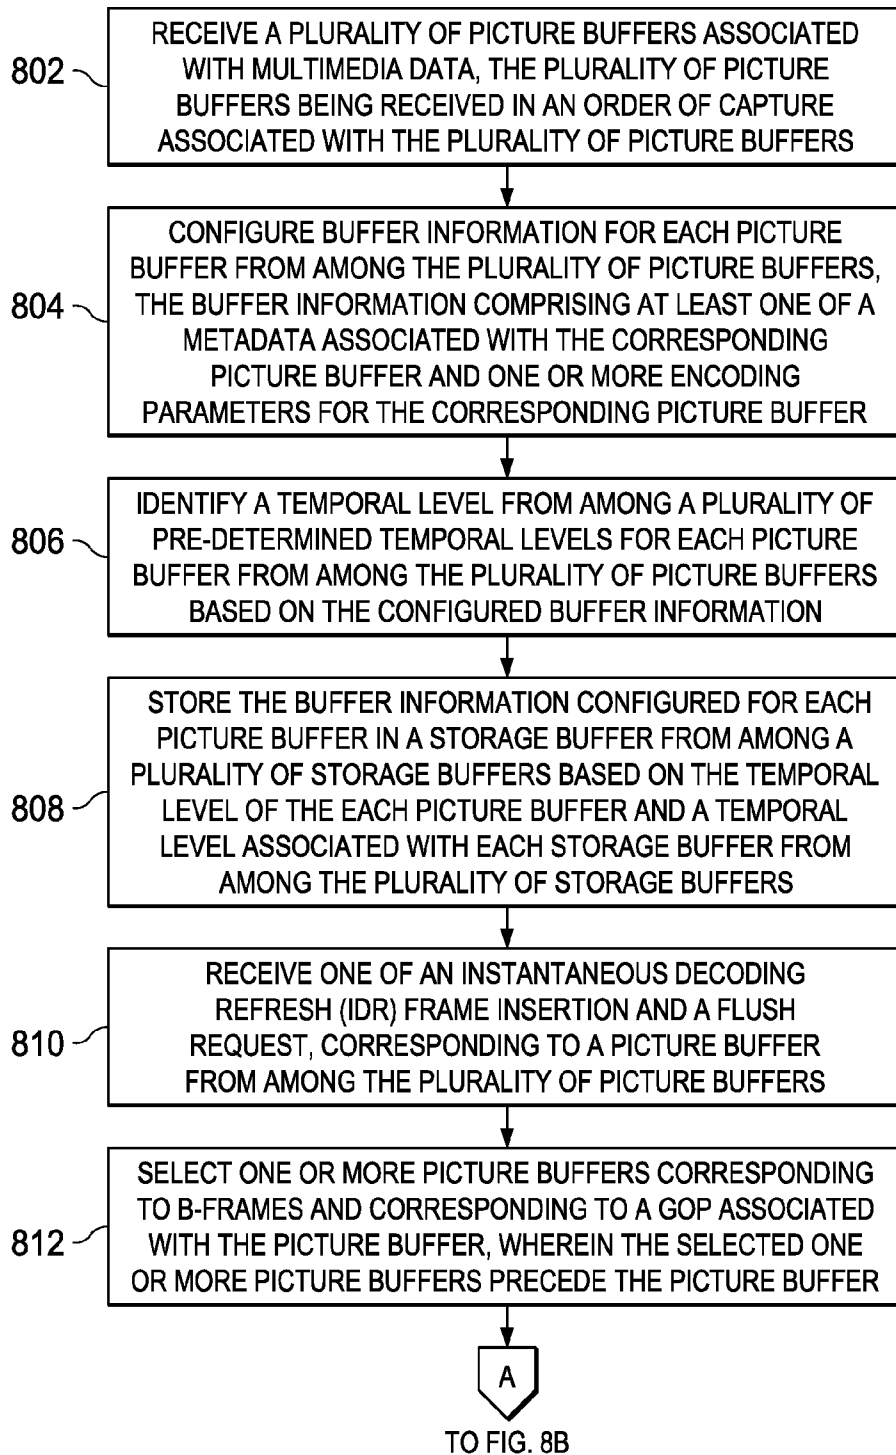 802
RECEIVE A PLURALITY OF PICTURE BUFFERS ASSOCIATED
WITH MULTIMEDIA DATA, THE PLURALITY OF PICTURE
BUFFERS BEING RECEIVED IN AN ORDER OF CAPTURE
ASSOCIATED WITH THE PLURALITY OF PICTURE BUFFERS
804
CONFIGURE BUFFER INFORMATION FOR EACH PICTURE
BUFFER FROM AMONG THE PLURALITY OF PICTURE BUFFERS,
THE BUFFER INFORMATION COMPRISING AT LEAST ONE OF A
METADATA ASSOCIATED WITH THE CORRESPONDING
PICTURE BUFFER AND ONE OR MORE ENCODING
PARAMETERS FOR THE CORRESPONDING PICTURE BUFFER
806
IDENTIFY A TEMPORAL LEVEL FROM AMONG A PLURALITY OF
PRE-DETERMINED TEMPORAL LEVELS FOR EACH PICTURE
BUFFER FROM AMONG THE PLURALITY OF PICTURE BUFFERS
BASED ON THE CONFIGURED BUFFER INFORMATION
808
STORE THE BUFFER INFORMATION CONFIGURED FOR EACH
PICTURE BUFFER IN A STORAGE BUFFER FROM AMONG A
PLURALITY OF STORAGE BUFFERS BASED ON THE TEMPORAL
LEVEL OF THE EACH PICTURE BUFFER AND A TEMPORAL
LEVEL ASSOCIATED WITH EACH STORAGE BUFFER FROM
AMONG THE PLURALITY OF STORAGE BUFFERS
810
RECEIVE ONE OF AN INSTANTANEOUS DECODING
REFRESH (IDR) FRAME INSERTION AND A FLUSH
REQUEST, CORRESPONDING TO A PICTURE BUFFER
FROM AMONG THE PLURALITY OF PICTURE BUFFERS
812
SELECT ONE OR MORE PICTURE BUFFERS CORRESPONDING
TO B-FRAMES AND CORRESPONDING TO A GOP ASSOCIATED
WITH THE PICTURE BUFFER, WHEREIN THE SELECTED ONE
OR MORE PICTURE BUFFERS PRECEDE THE PICTURE BUFFER
A
TO FIG. 8B